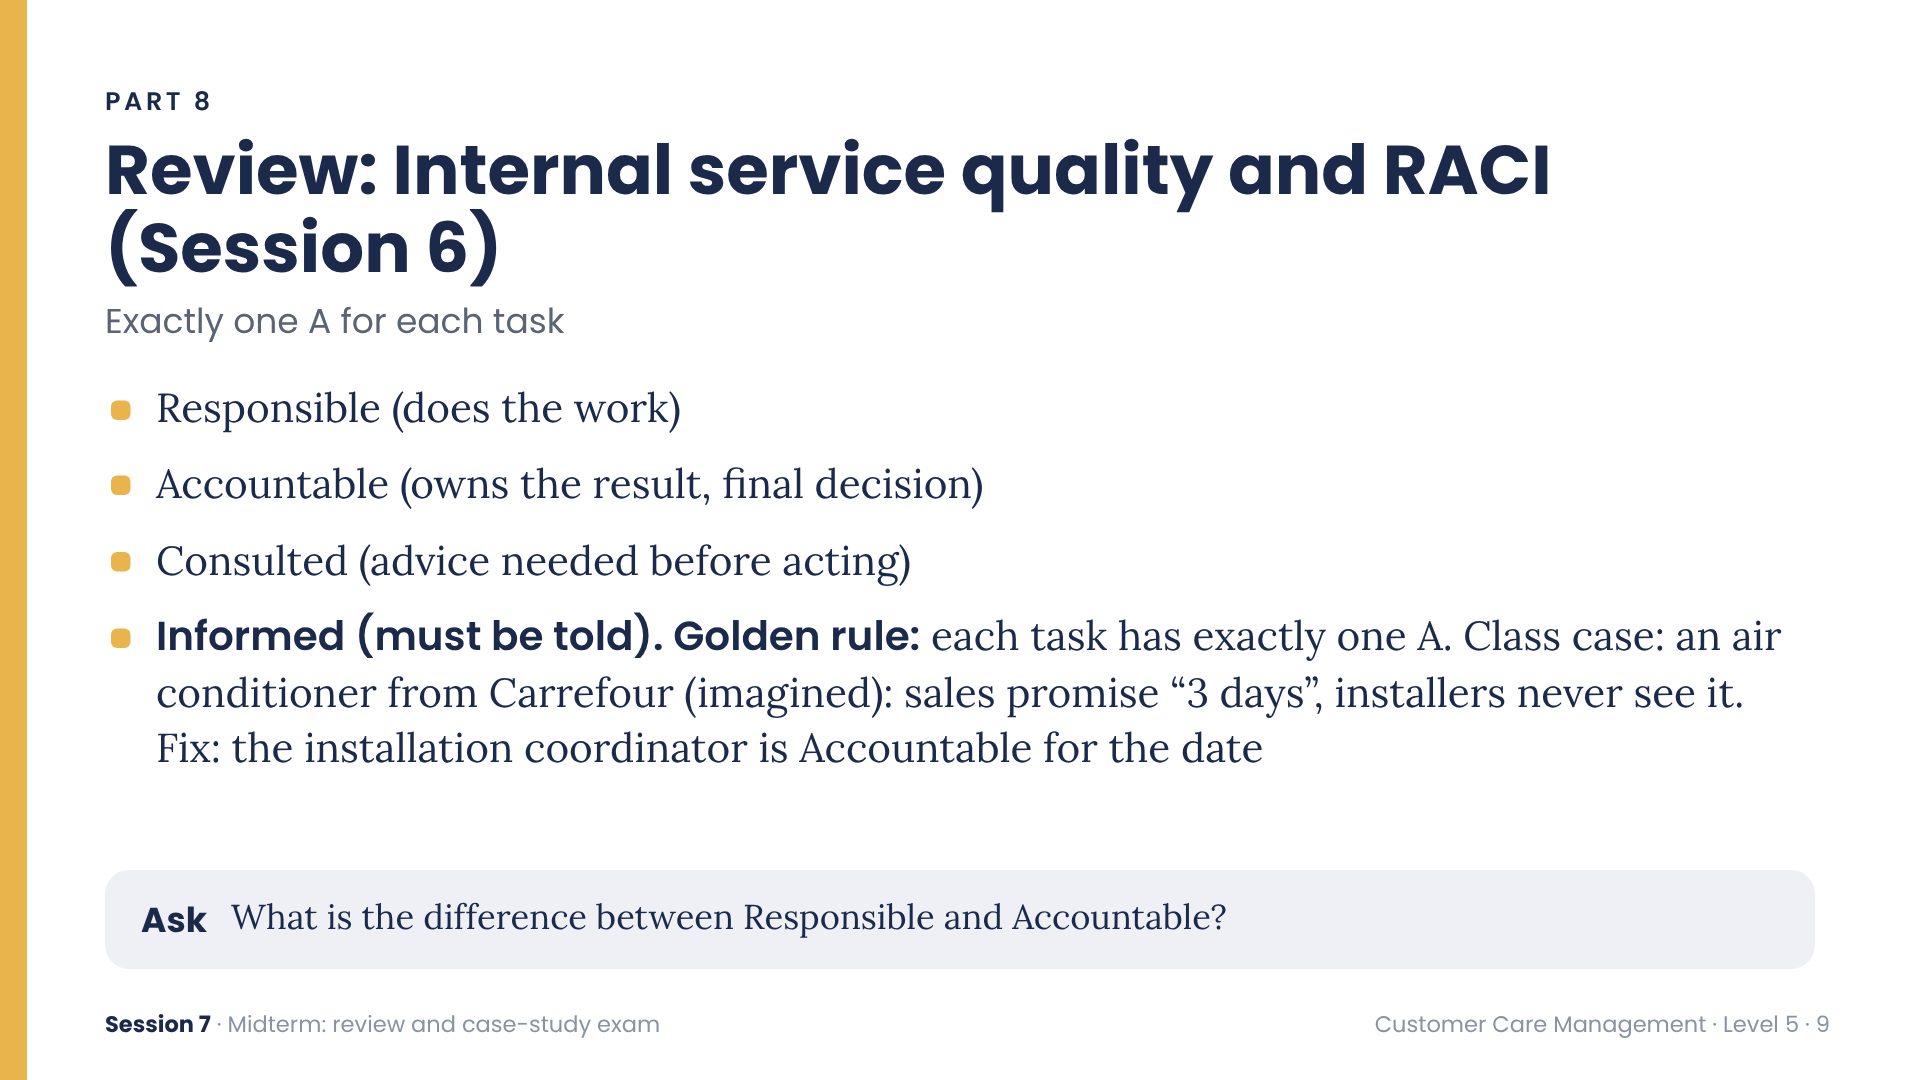 PART 8
Review: Internal service quality and RACI
(Session 6)
Exactly one A for each task
Responsible (does the work)
Accountable (owns the result, final decision)
Consulted (advice needed before acting)
Informed (must be told). Golden rule: each task has exactly one A. Class case: an air
conditioner from Carrefour (imagined): sales promise “3 days”, installers never see it.
Fix: the installation coordinator is Accountable for the date
Ask What is the difference between Responsible and Accountable?
Session 7 · Midterm: review and case-study exam
Customer Care Management · Level 5 · 9